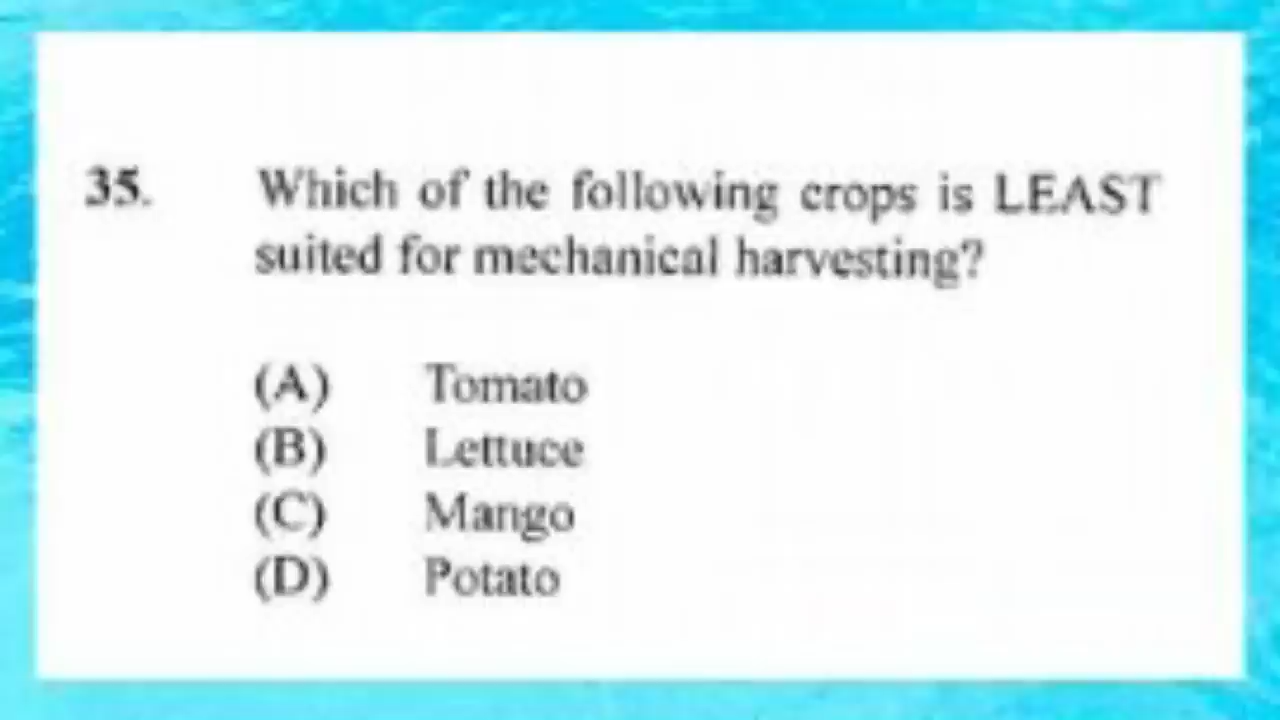 35. Which of the following crops is LEAST
suited for mechanical harvesting?
(A) Tomato
(B) Lettuce
(C) Mango
(D) Potato